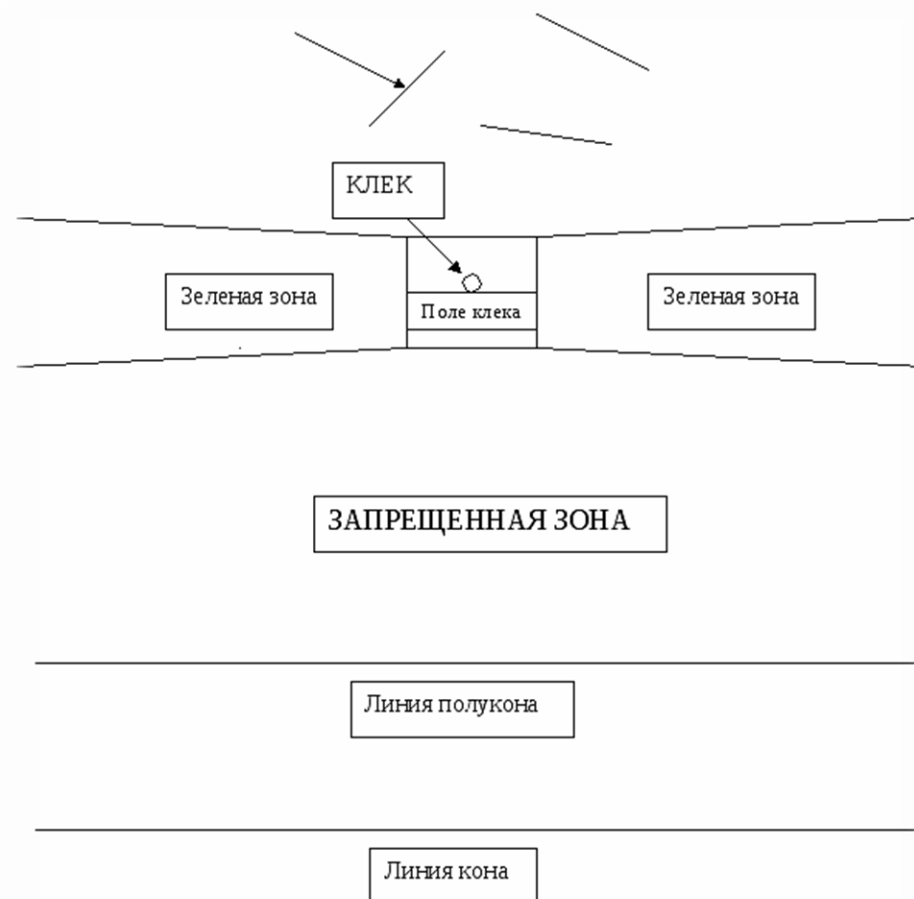 КЛЕК
Зеленая зона
Зеленая зона
Поле клека
ЗАПРЕЩЕННАЯ ЗОНА
Линия полукона
Линия кона